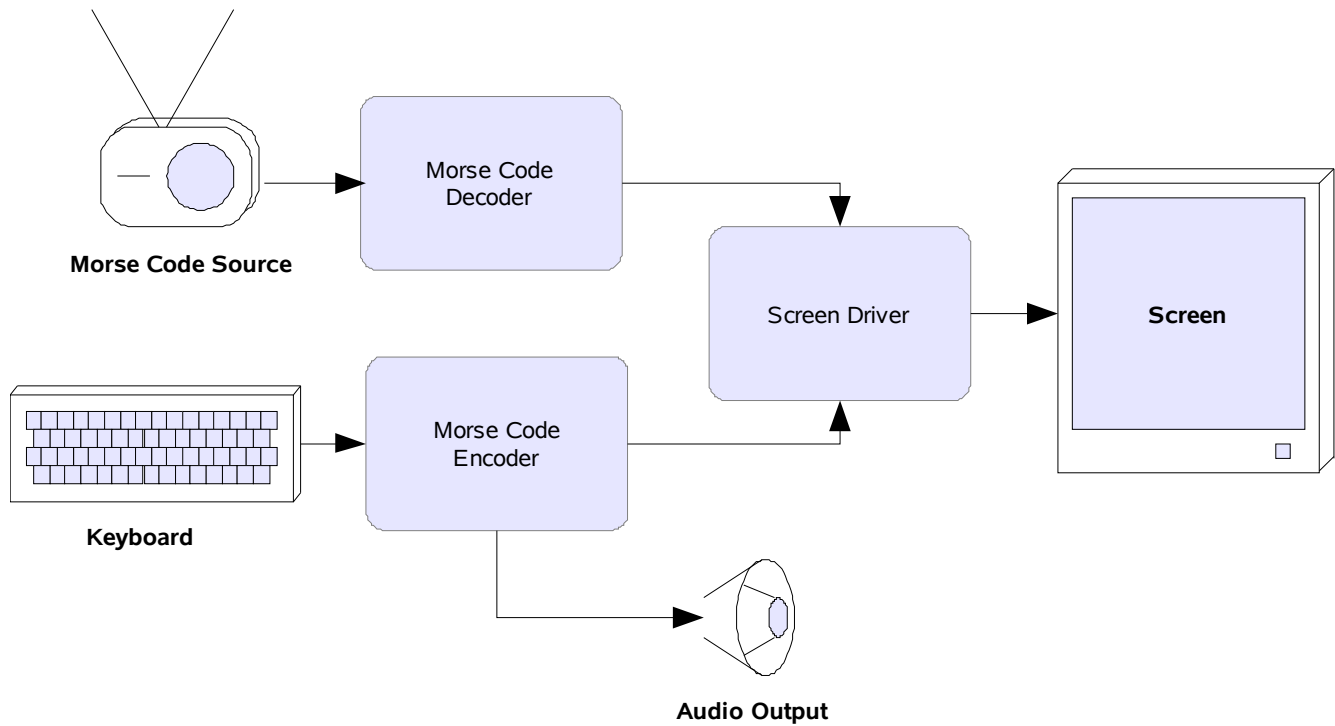 Morse Code
Decoder
Morse Code Source
Screen Driver
Screen
Morse Code
Encoder
Keyboard
Audio Output